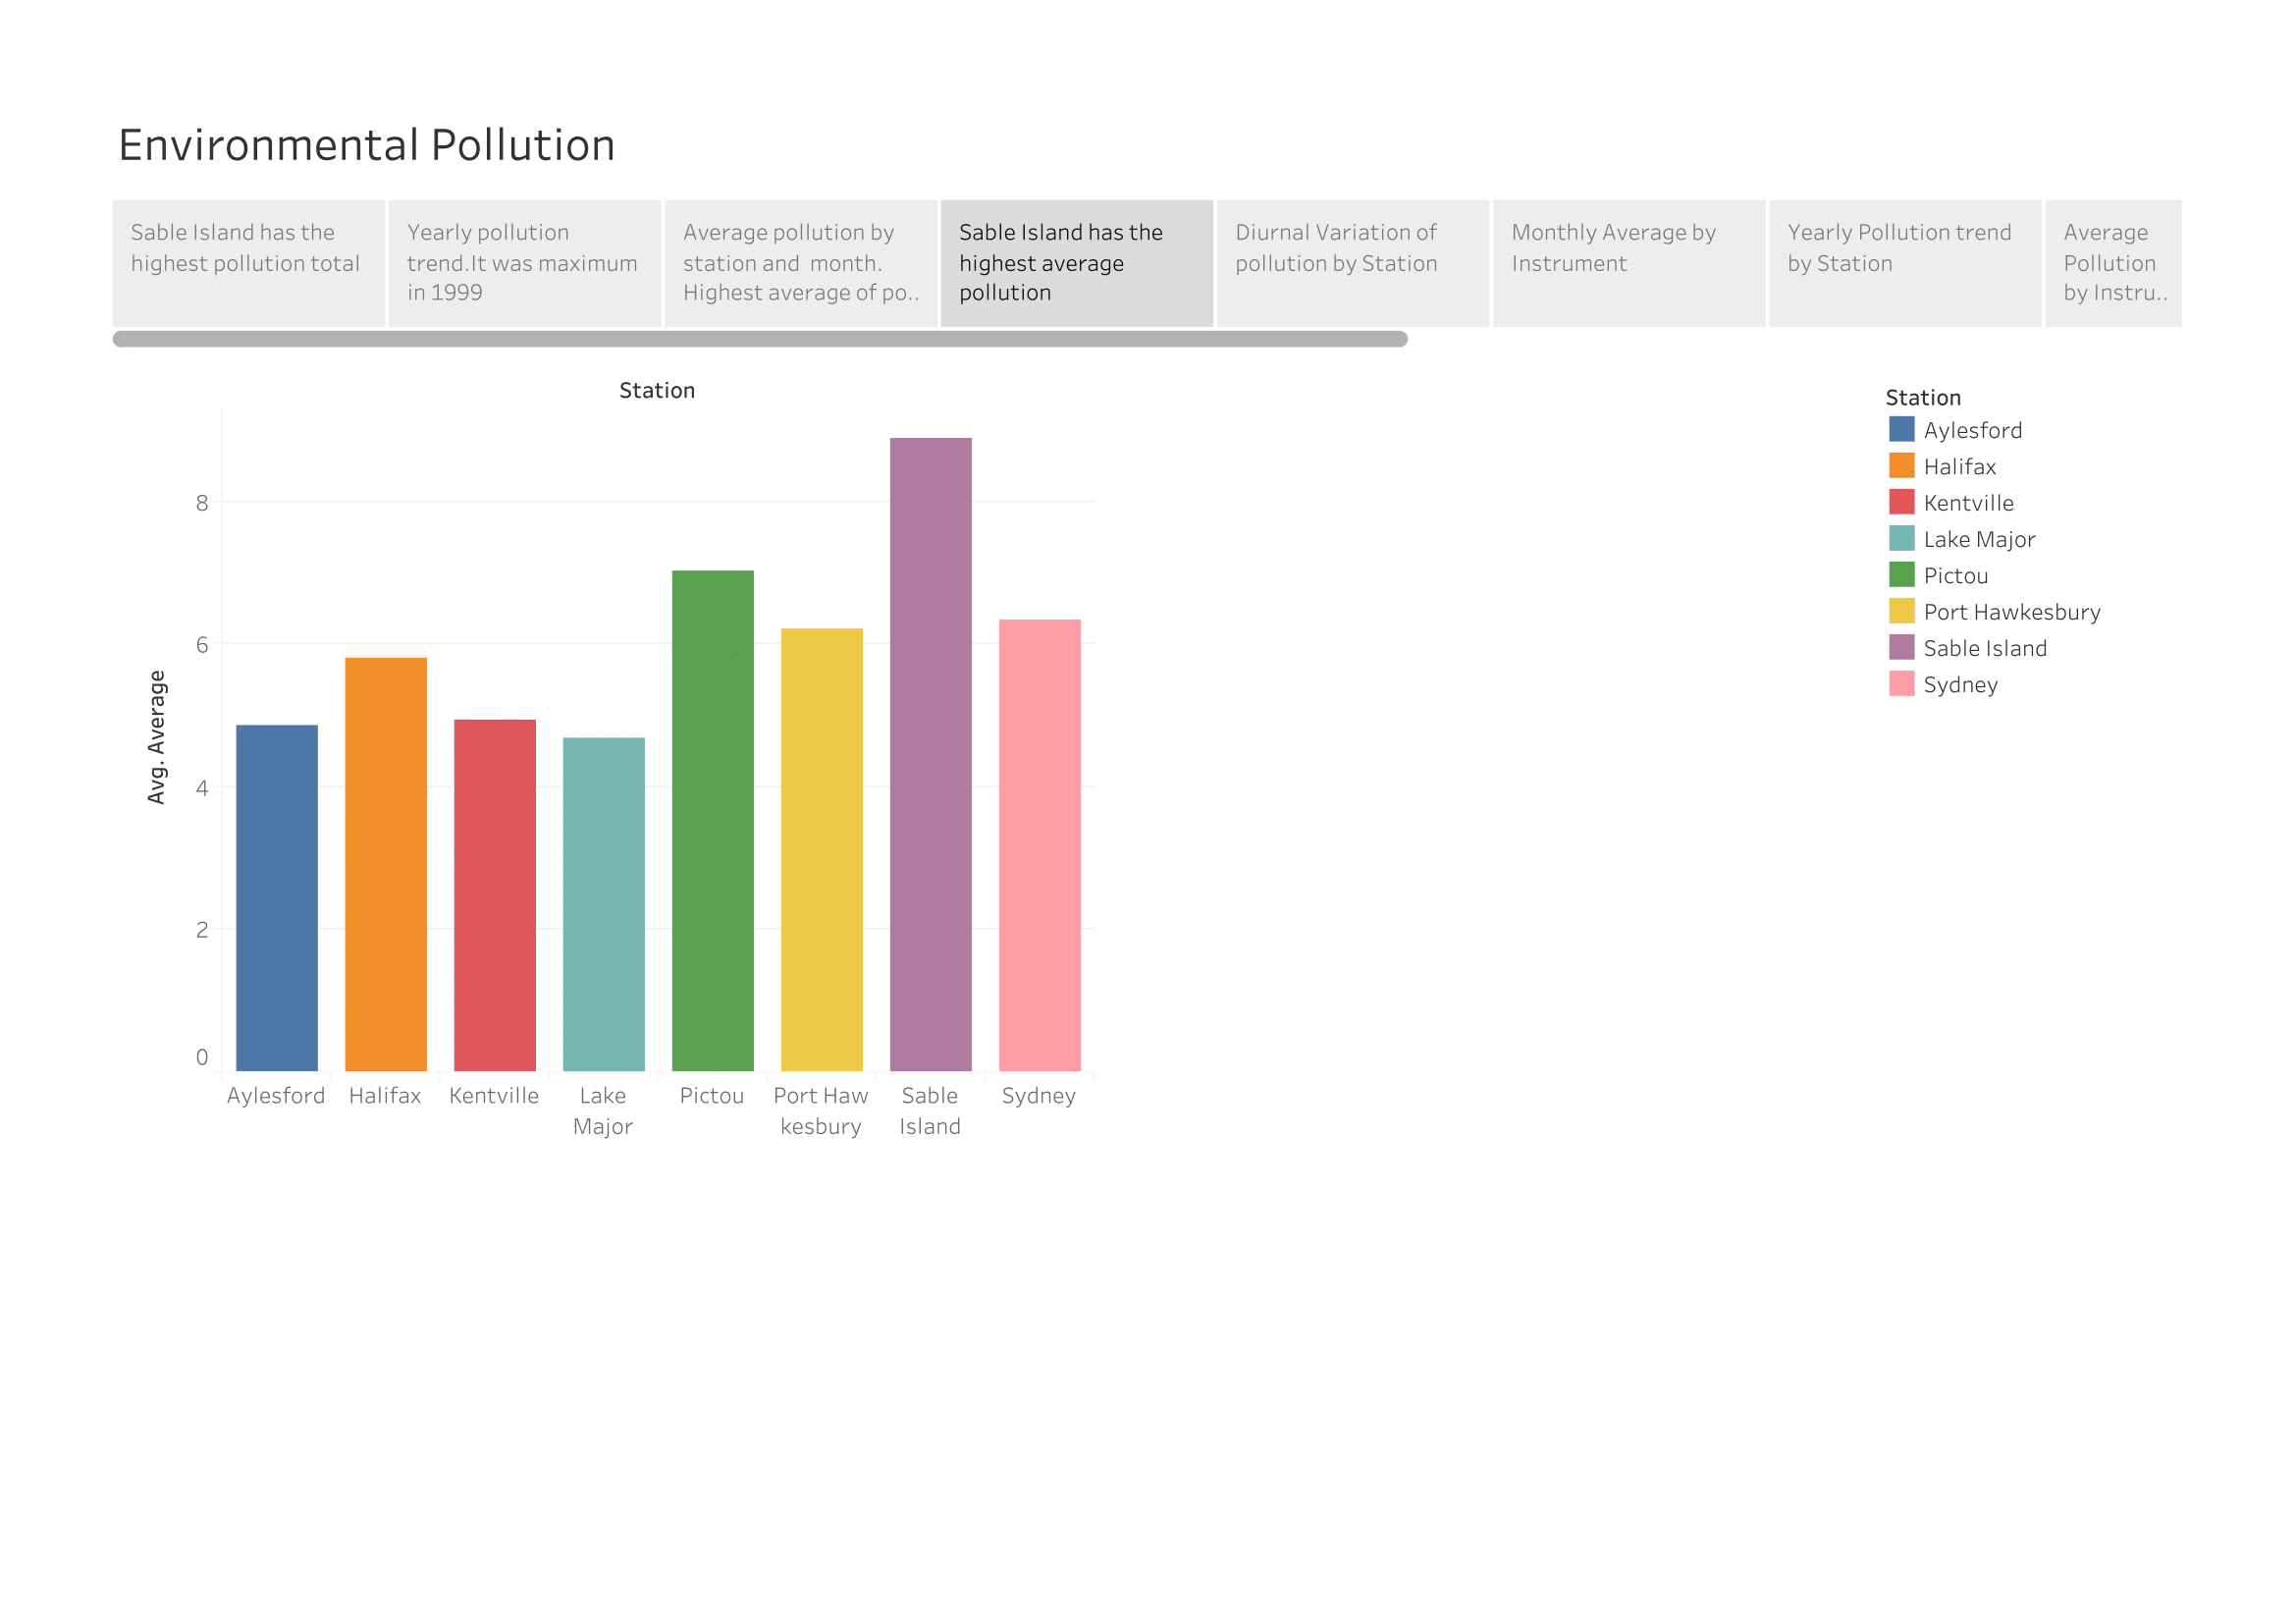 Environmental Pollution
Sable Island has the
highest pollution total
Yearly pollution
trend.It was maximum
in 1999
Average pollution by
station and  month.
Highest average of po..
Sable Island has the
highest average
pollution
Diurnal Variation of
pollution by Station
Monthly Average by
Instrument
Yearly Pollution trend
by Station
Average
Pollution
by Instru..
Station
8
6
4
2
0
Avg. Average
Aylesford
Halifax
Kentville
Lake
Major
Pictou
Port Haw
kesbury
Sable
Island
Sydney
Station
Aylesford
Halifax
Kentville
Lake Major
Pictou
Port Hawkesbury
Sable Island
Sydney